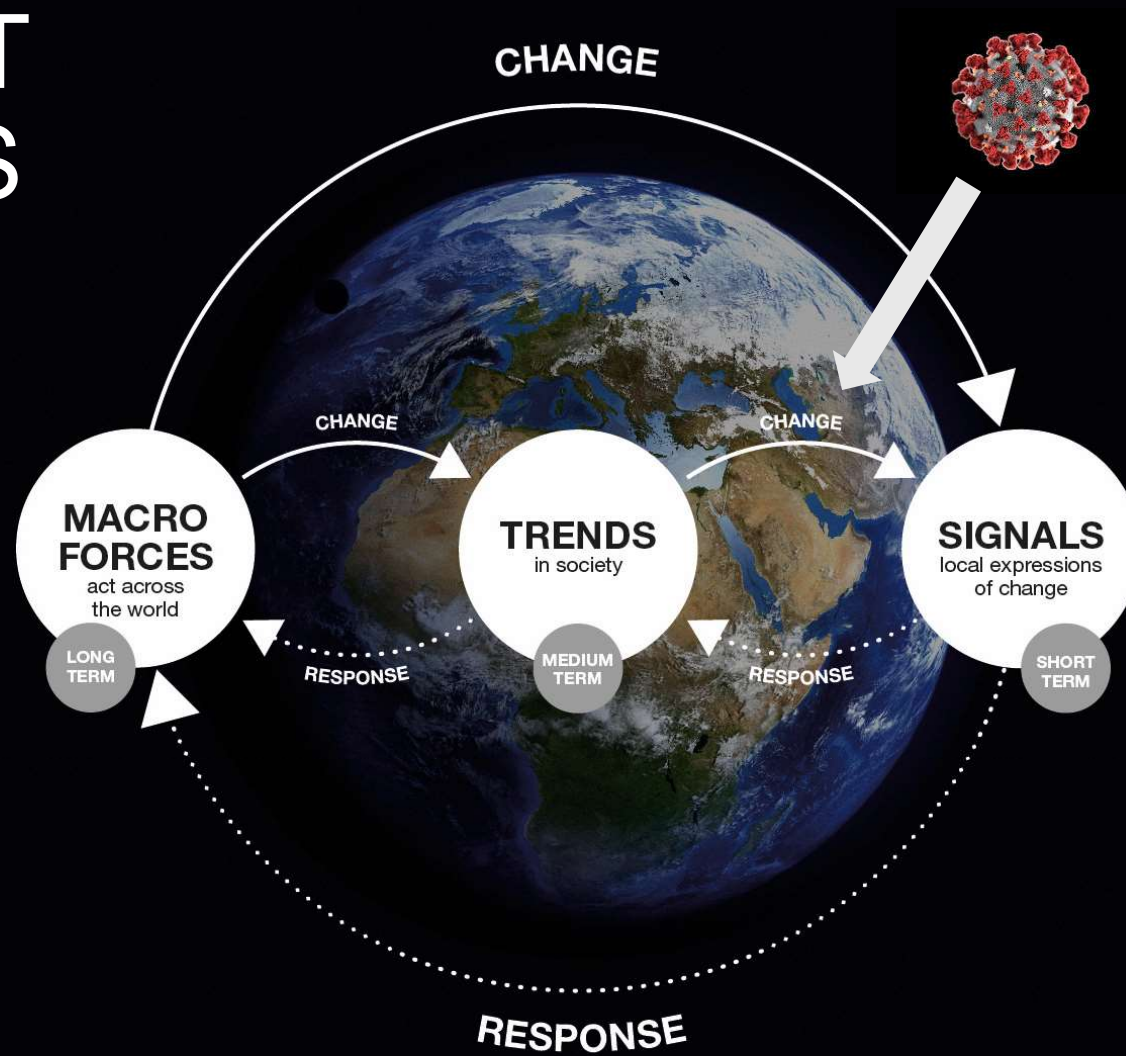 T
S
CHANGE
CHANGE
CHANGE
MACRO
FORCES
act across
the world
LONG
TERM
TRENDS
in society
MEDIUM
TERM
SIGNALS
local expressions
of change
SHORT
TERM
RESPONSE
RESPONSE
RESPONSE